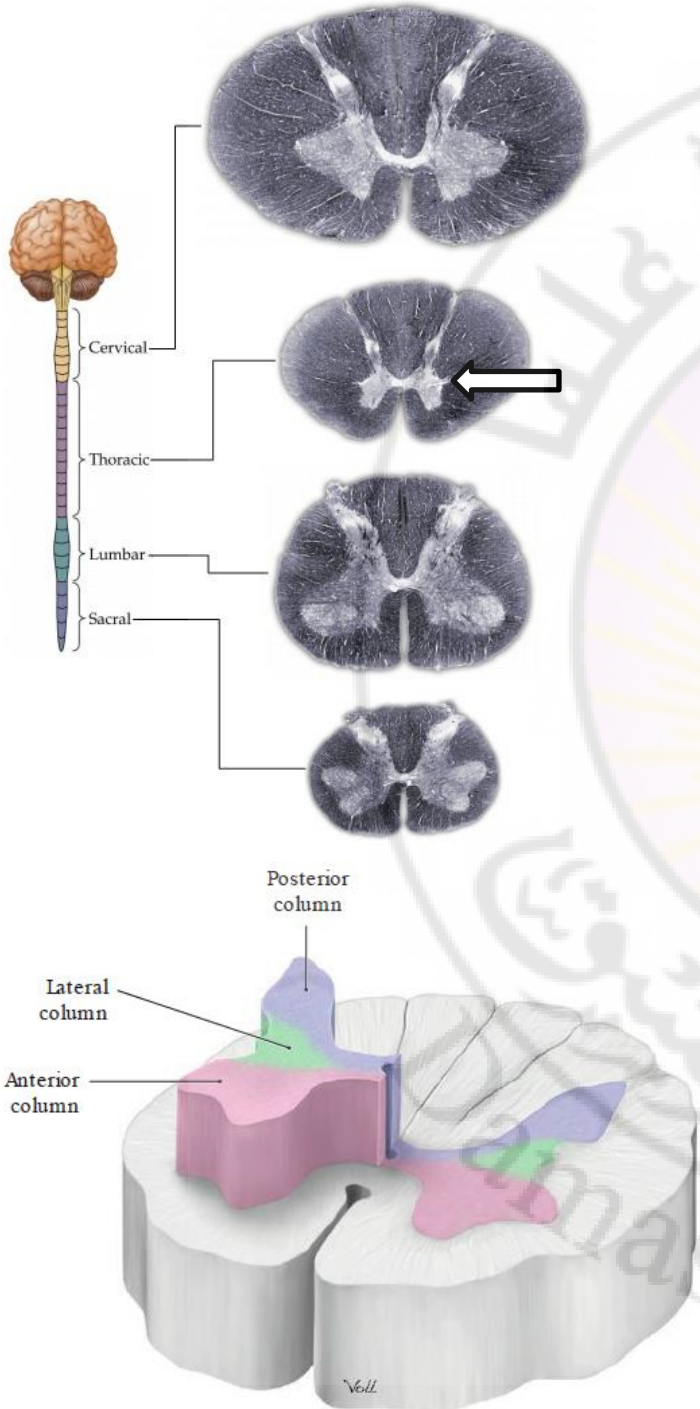 Cervical
Thoracic
Lumbar
Sacral
Posterior
column
Lateral
column
Anterior
column
Voll